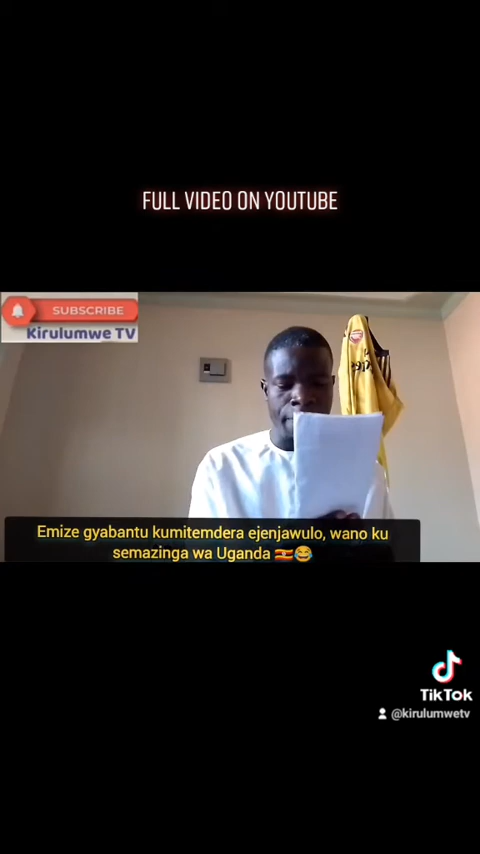 FULL VIDEO ON YOUTUBE
SUBSCRIBE
Kirulumwe TV
Emize gyabantu kumitemdera ejenjawulo, wano ku
semazinga wa Uganda 🇺🇬😂
TikTok
@kirulumwetv